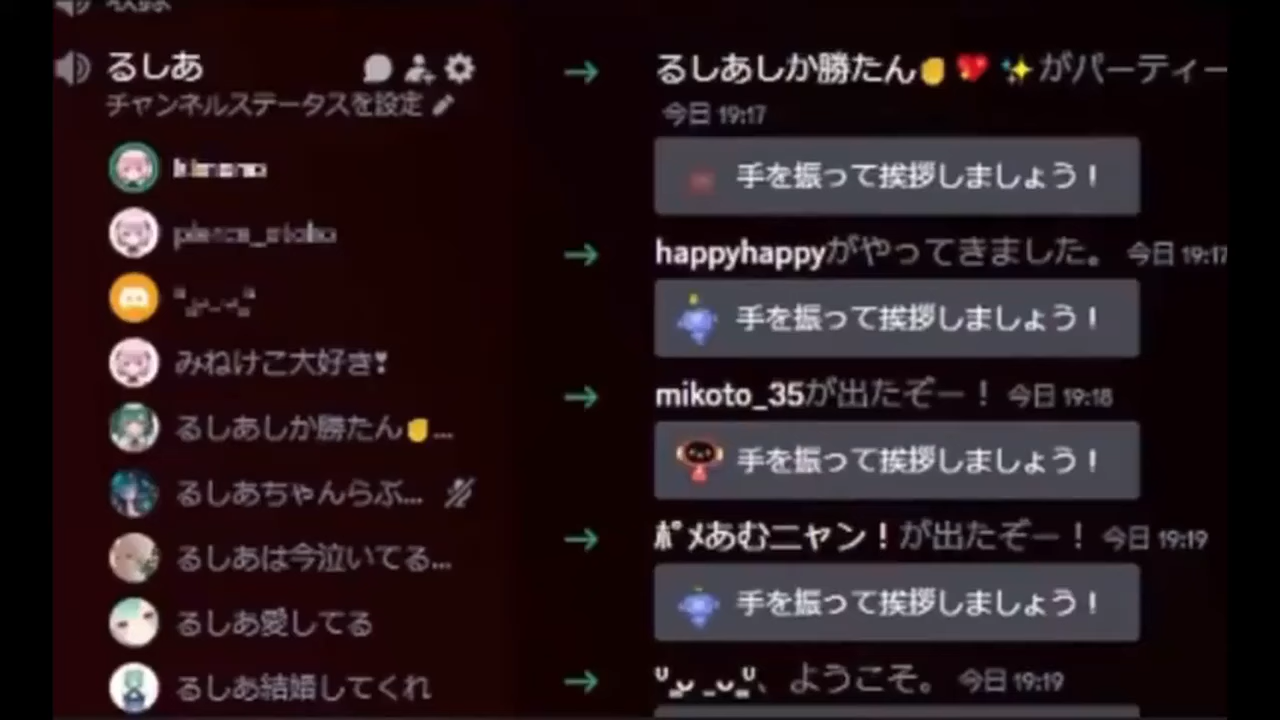 るしあ
チャンネルステータスを設定
みねけこ大好き❣
るしあしか勝たん✊...
るしあちゃんらぶ...
るしあは今泣いてる...
るしあ愛してる
るしあ結婚してくれ
るしあしか勝たん✊❤️✨がパーティー
今日 19:17
手を振って挨拶しましょう！
happyhappyがやってきました。 今日 19:17
手を振って挨拶しましょう！
mikoto_35が出たぞー！ 今日 19:18
手を振って挨拶しましょう！
ﾎﾟﾒあむニャン！が出たぞー！ 今日 19:19
手を振って挨拶しましょう！
、ようこそ。 今日 19:19